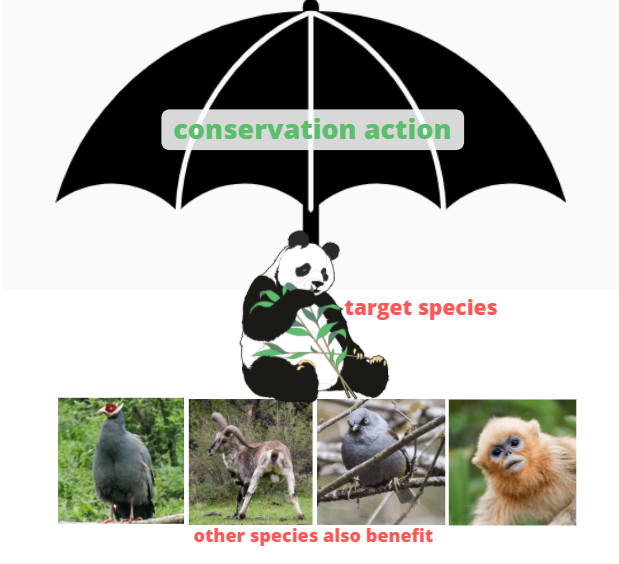 conservation action
target species
other species also benefit